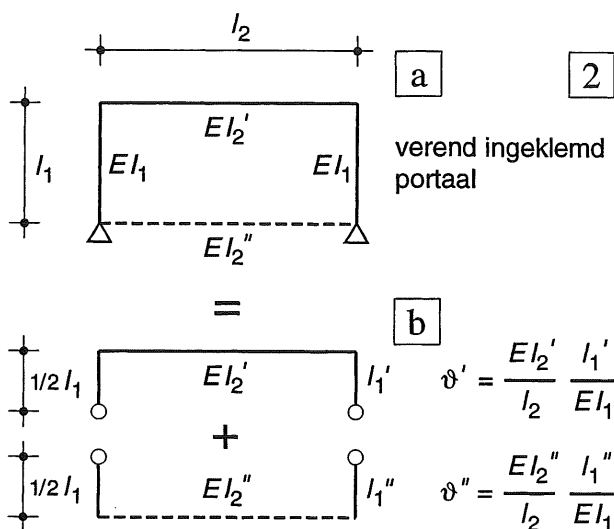 l₂
a
2
EI₂'
l₁
EI₁
EI₁
verend ingeklemd
portaal
EI₂"
=
b
1/2 l₁
EI₂'
l₁'
ϑ' = EI₂'/l₂ l₁'/EI₁
+
1/2 l₁
EI₂"
l₁"
ϑ" = EI₂"/l₂ l₁"/EI₁